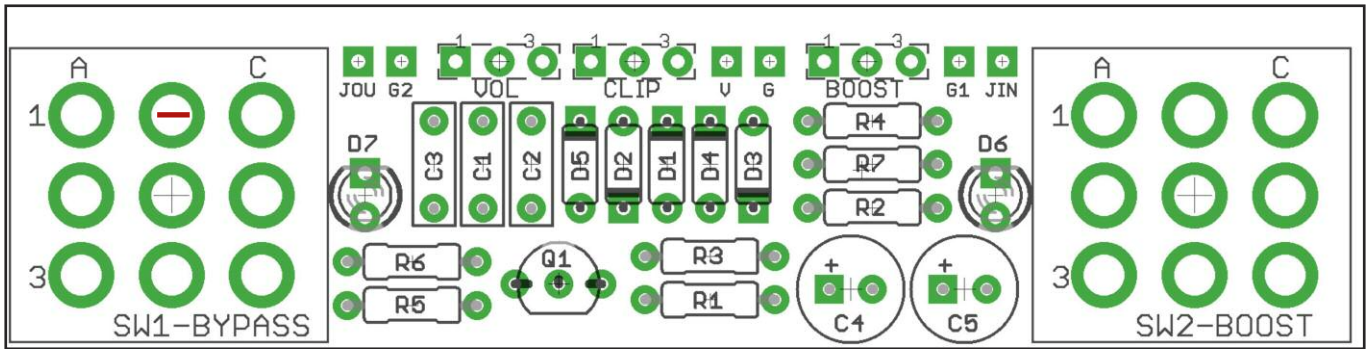 1 3 1 3 1 3
A C JOU G2 VOL CLIP V G BOOST G1 JIN A C
1 D7 C3 C1 C2 D5 D2 D1 D4 D3 R4 D6 1
R7
R2
R6 Q1 R3 + +
3 R5 R1 C4 C5 3
SW1-BYPASS SW2-BOOST